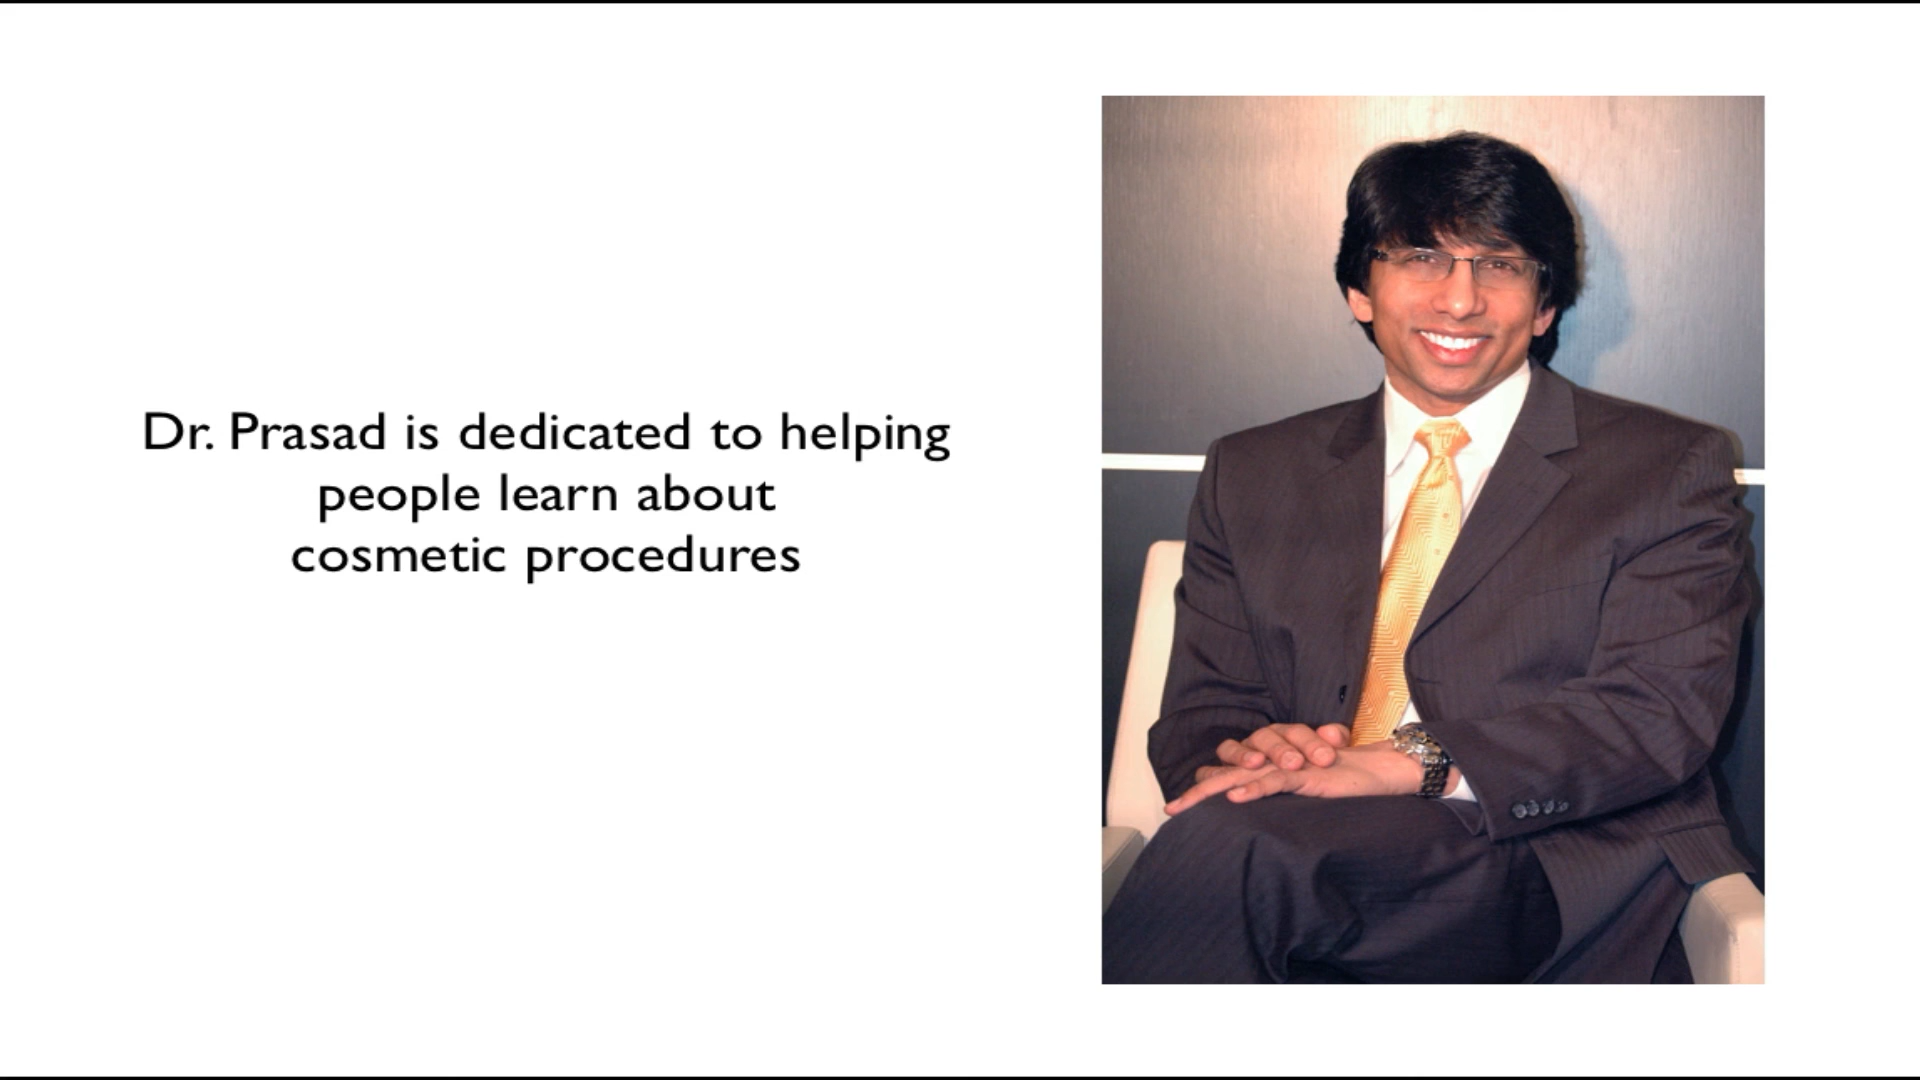 Dr. Prasad is dedicated to helping
people learn about
cosmetic procedures